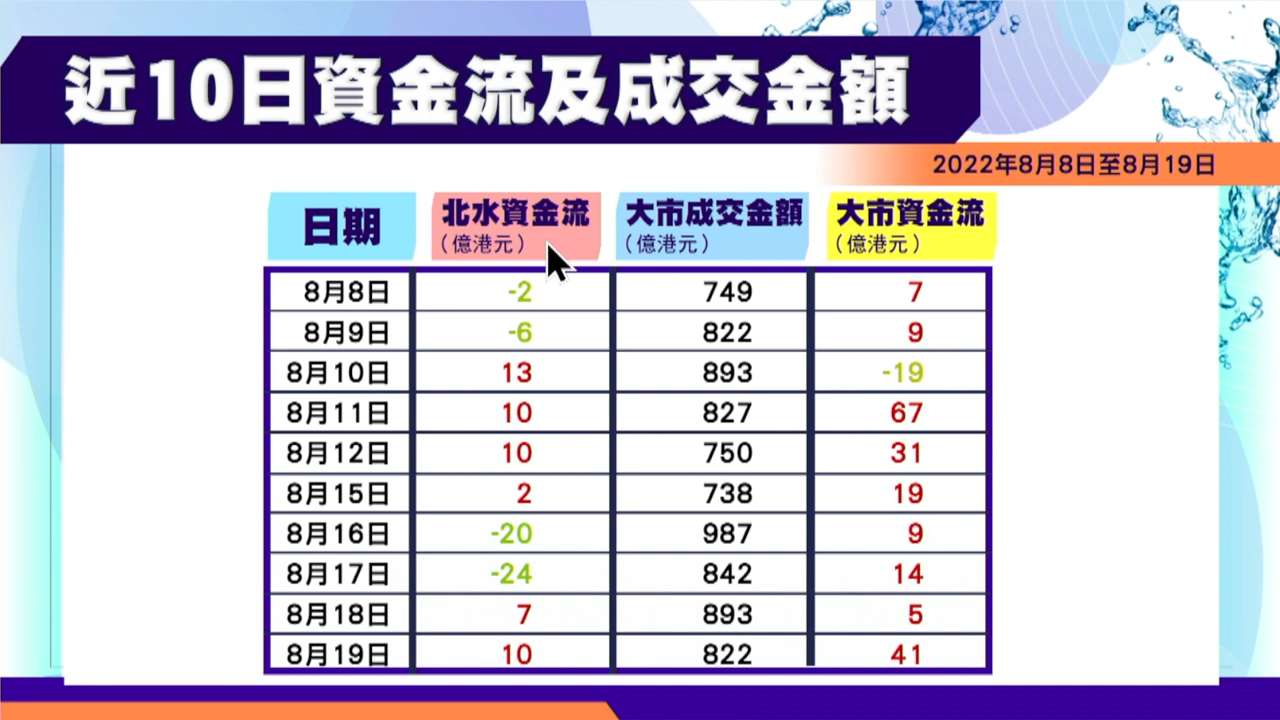 近10日資金流及成交金額
2022年8月8日至8月19日
日期 北水資金流 大市成交金額 大市資金流
（億港元） （億港元） （億港元）
8月8日 -2 749 7
8月9日 -6 822 9
8月10日 13 893 -19
8月11日 10 827 67
8月12日 10 750 31
8月15日 2 738 19
8月16日 -20 987 9
8月17日 -24 842 14
8月18日 7 893 5
8月19日 10 822 41